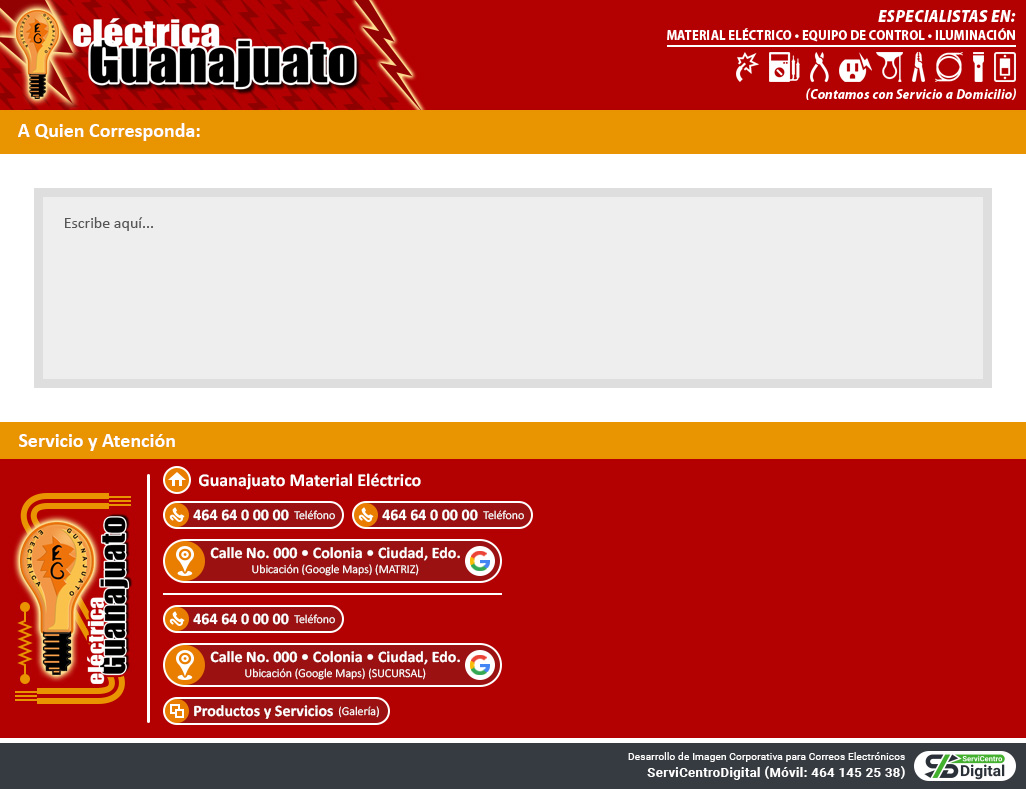 eléctrica
Guanajuato
EG
ESPECIALISTAS EN:
MATERIAL ELÉCTRICO • EQUIPO DE CONTROL • ILUMINACIÓN
(Contamos con Servicio a Domicilio)
A Quien Corresponda:
Escribe aquí...
Servicio y Atención
ELECTRICA GUANAJUATO
EG
eléctrica
Guanajuato
Guanajuato Material Eléctrico
464 64 0 00 00 Teléfono 464 64 0 00 00 Teléfono
Calle No. 000 • Colonia • Ciudad, Edo.
Ubicación (Google Maps) (MATRIZ)
464 64 0 00 00 Teléfono
Calle No. 000 • Colonia • Ciudad, Edo.
Ubicación (Google Maps) (SUCURSAL)
Productos y Servicios (Galería)
Desarrollo de Imagen Corporativa para Correos Electrónicos
ServiCentroDigital (Móvil: 464 145 25 38)
ServiCentro
Digital